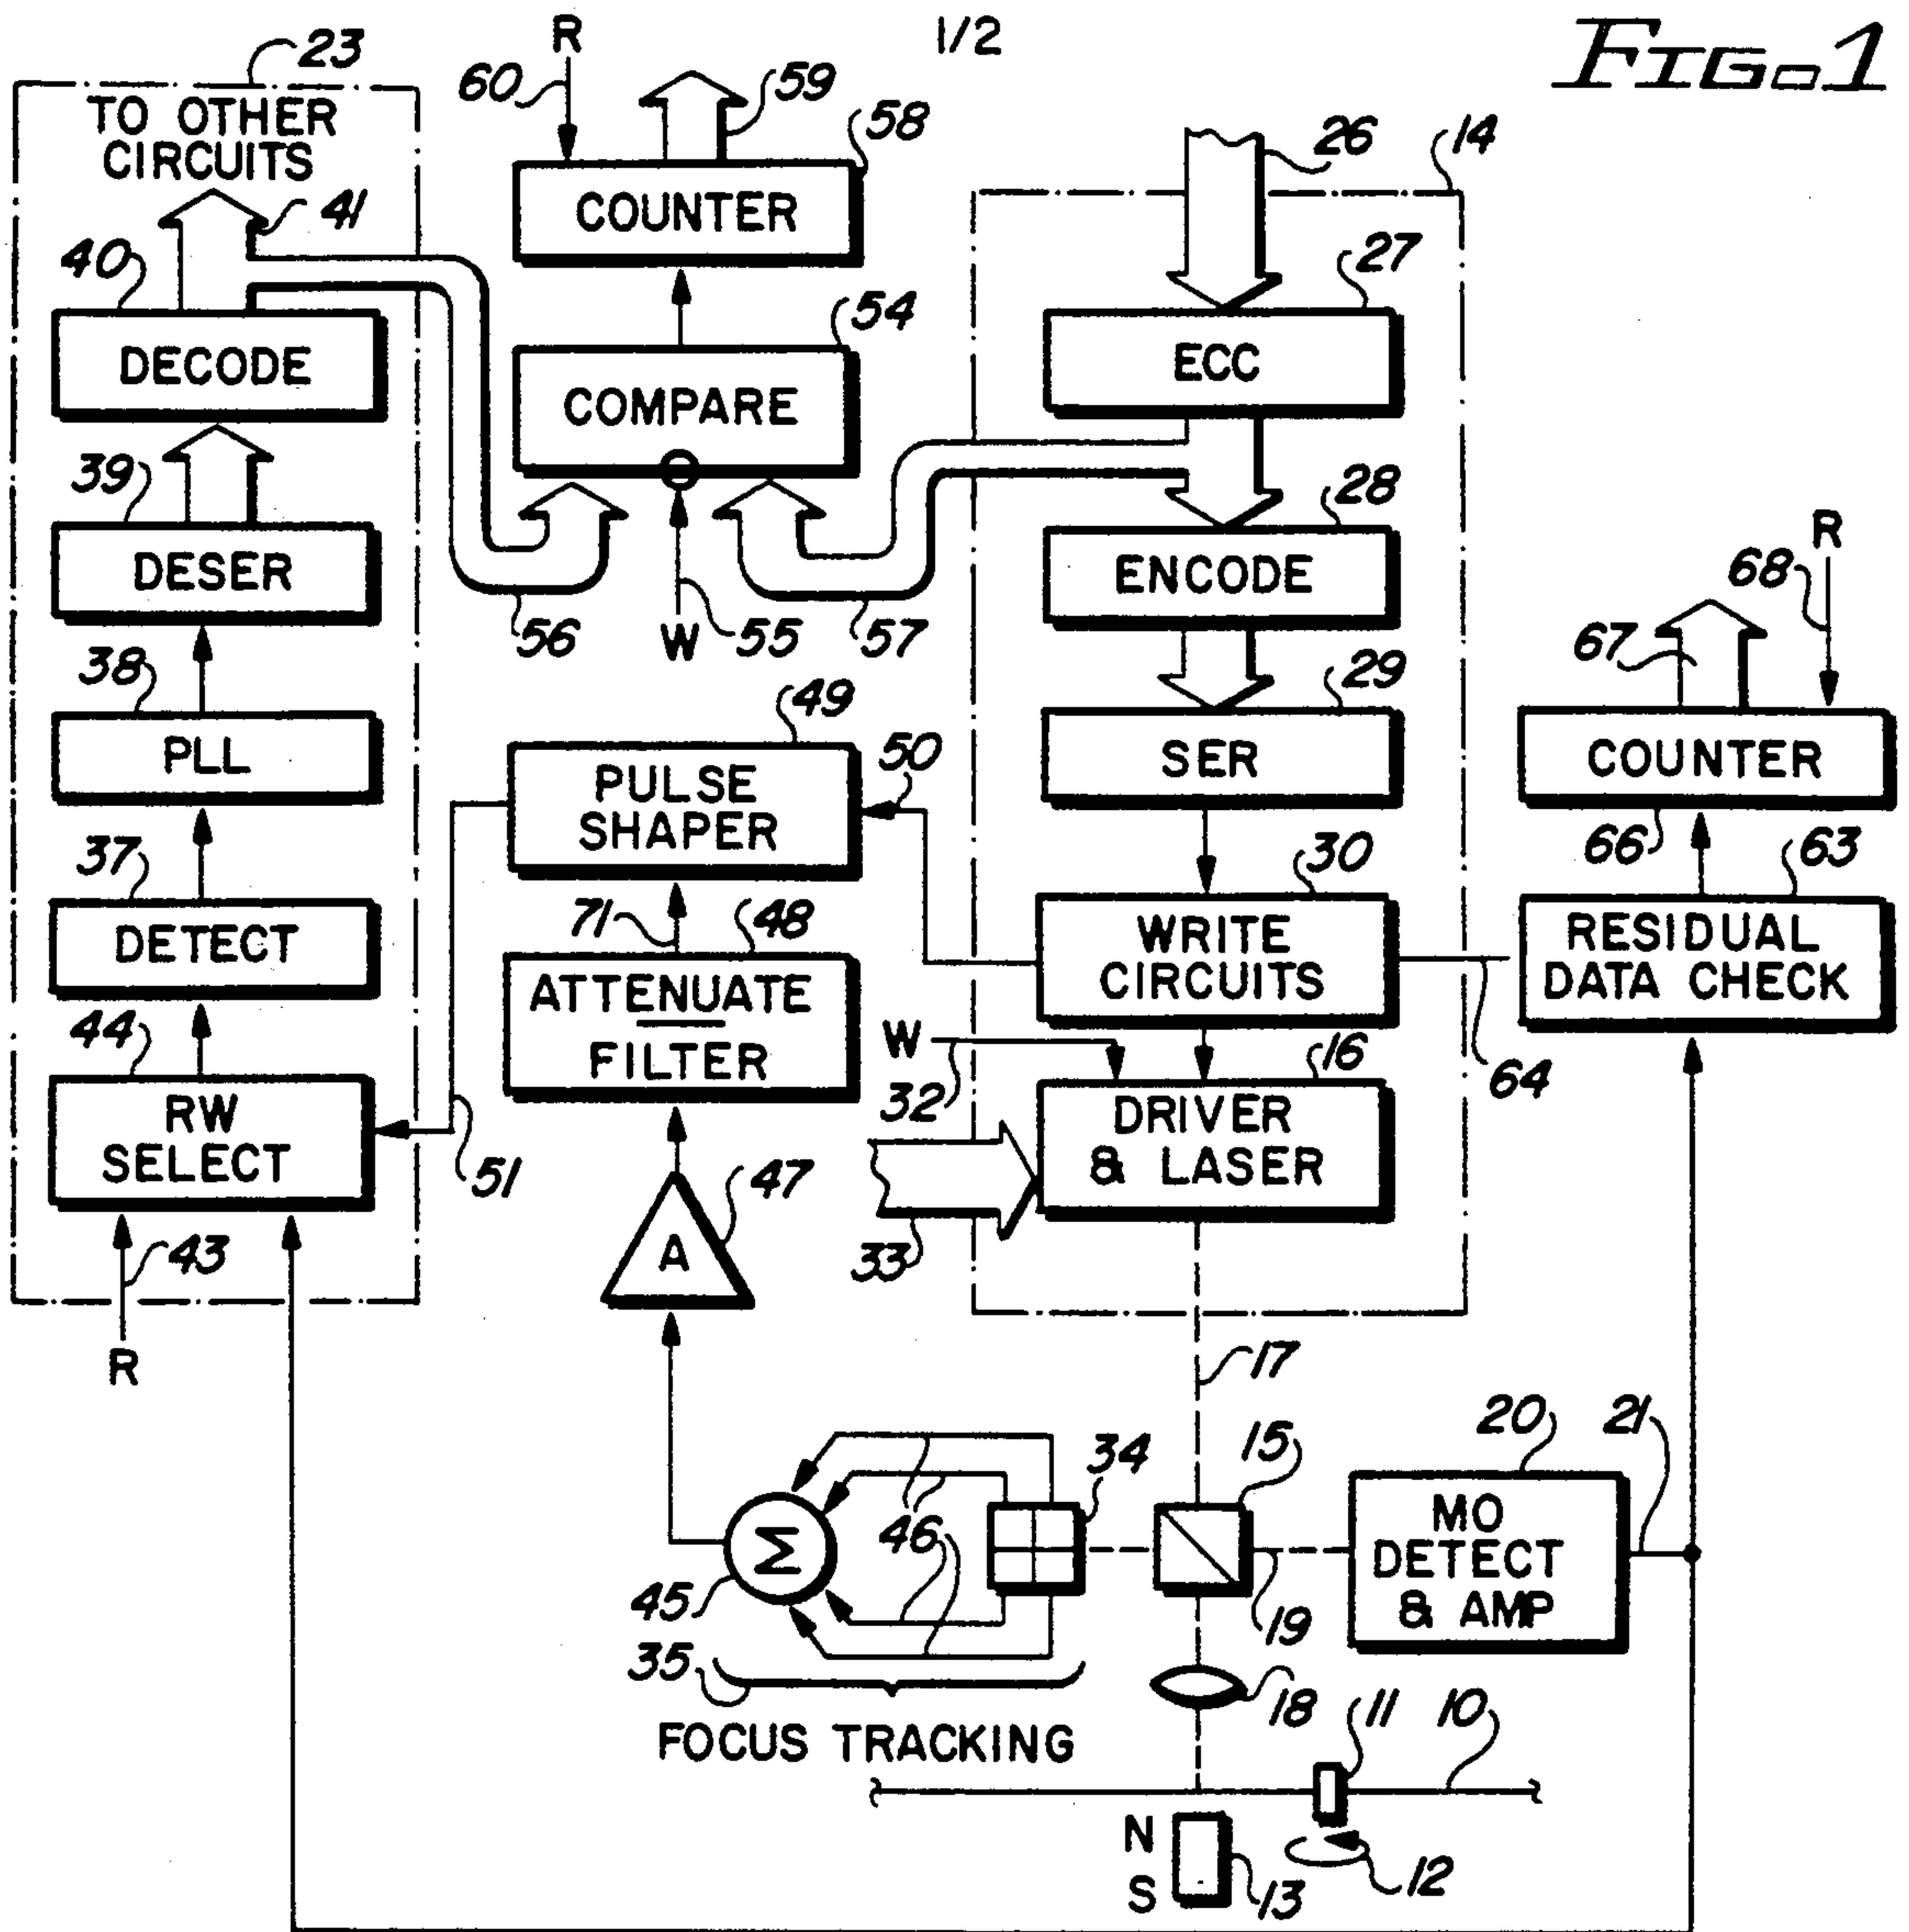 1/2
FIG. 1
23
TO OTHER
CIRCUITS
41
40
DECODE
39
DESER
38
PLL
37
DETECT
44
RW
SELECT
43
R
R
60
59
58
COUNTER
54
COMPARE
56
W
55
57
49
PULSE
SHAPER
50
51
71
48
ATTENUATE
FILTER
47
A
26
14
27
ECC
28
ENCODE
29
SER
30
WRITE
CIRCUITS
W
32
16
DRIVER
& LASER
33
17
R
68
67
COUNTER
66
63
RESIDUAL
DATA CHECK
64
45
Σ
46
34
15
19
20
21
MO
DETECT
& AMP
35
FOCUS TRACKING
18
11
10
N
S
13
12